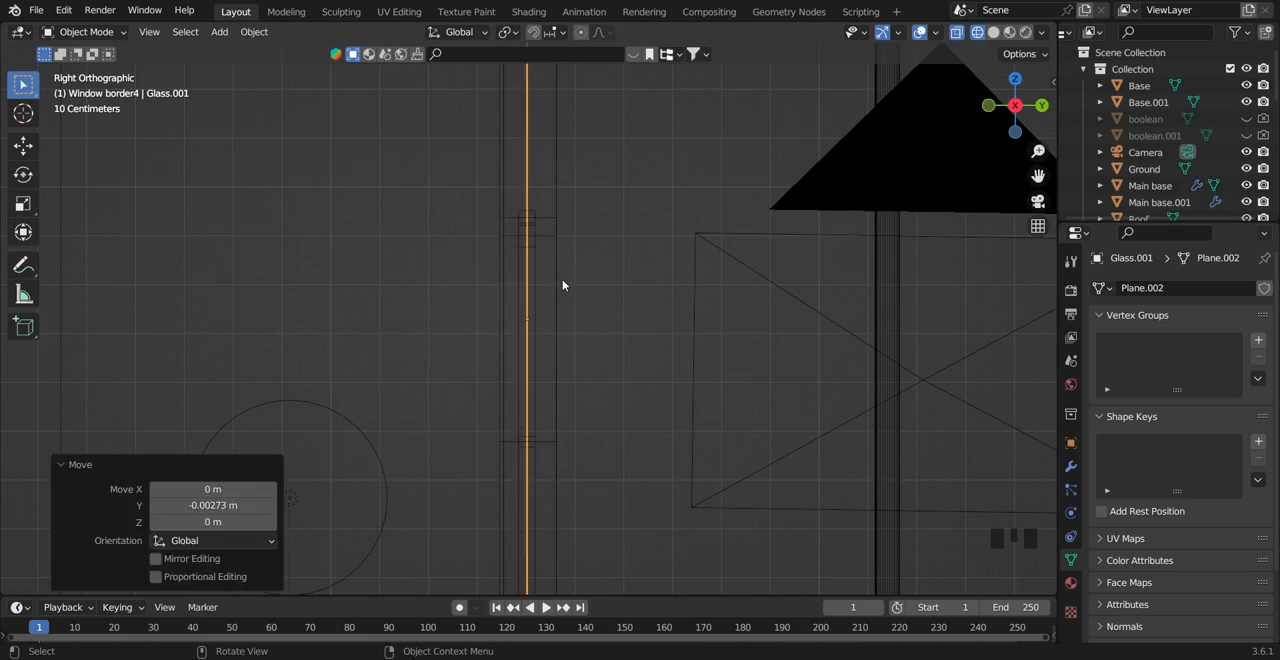 File Edit Render Window Help Layout Modeling Sculpting UV Editing Texture Paint Shading Animation Rendering Compositing Geometry Nodes Scripting + Scene ViewLayer
Object Mode View Select Add Object Global
Options
Right Orthographic
(1) Window border4 | Glass.001
10 Centimeters
Z
X
Y
Scene Collection
Collection
Base
Base.001
boolean
boolean.001
Camera
Ground
Main base
Main base.001
Roof
Glass.001 > Plane.002
Plane.002
Vertex Groups
Shape Keys
Add Rest Position
UV Maps
Color Attributes
Face Maps
Attributes
Normals
Move
Move X 0 m
Y -0.00273 m
Z 0 m
Orientation Global
Mirror Editing
Proportional Editing
Playback Keying View Marker 1 Start 1 End 250
1 10 20 30 40 50 60 70 80 90 100 110 120 130 140 150 160 170 180 190 200 210 220 230 240 250
Select Rotate View Object Context Menu 3.6.1